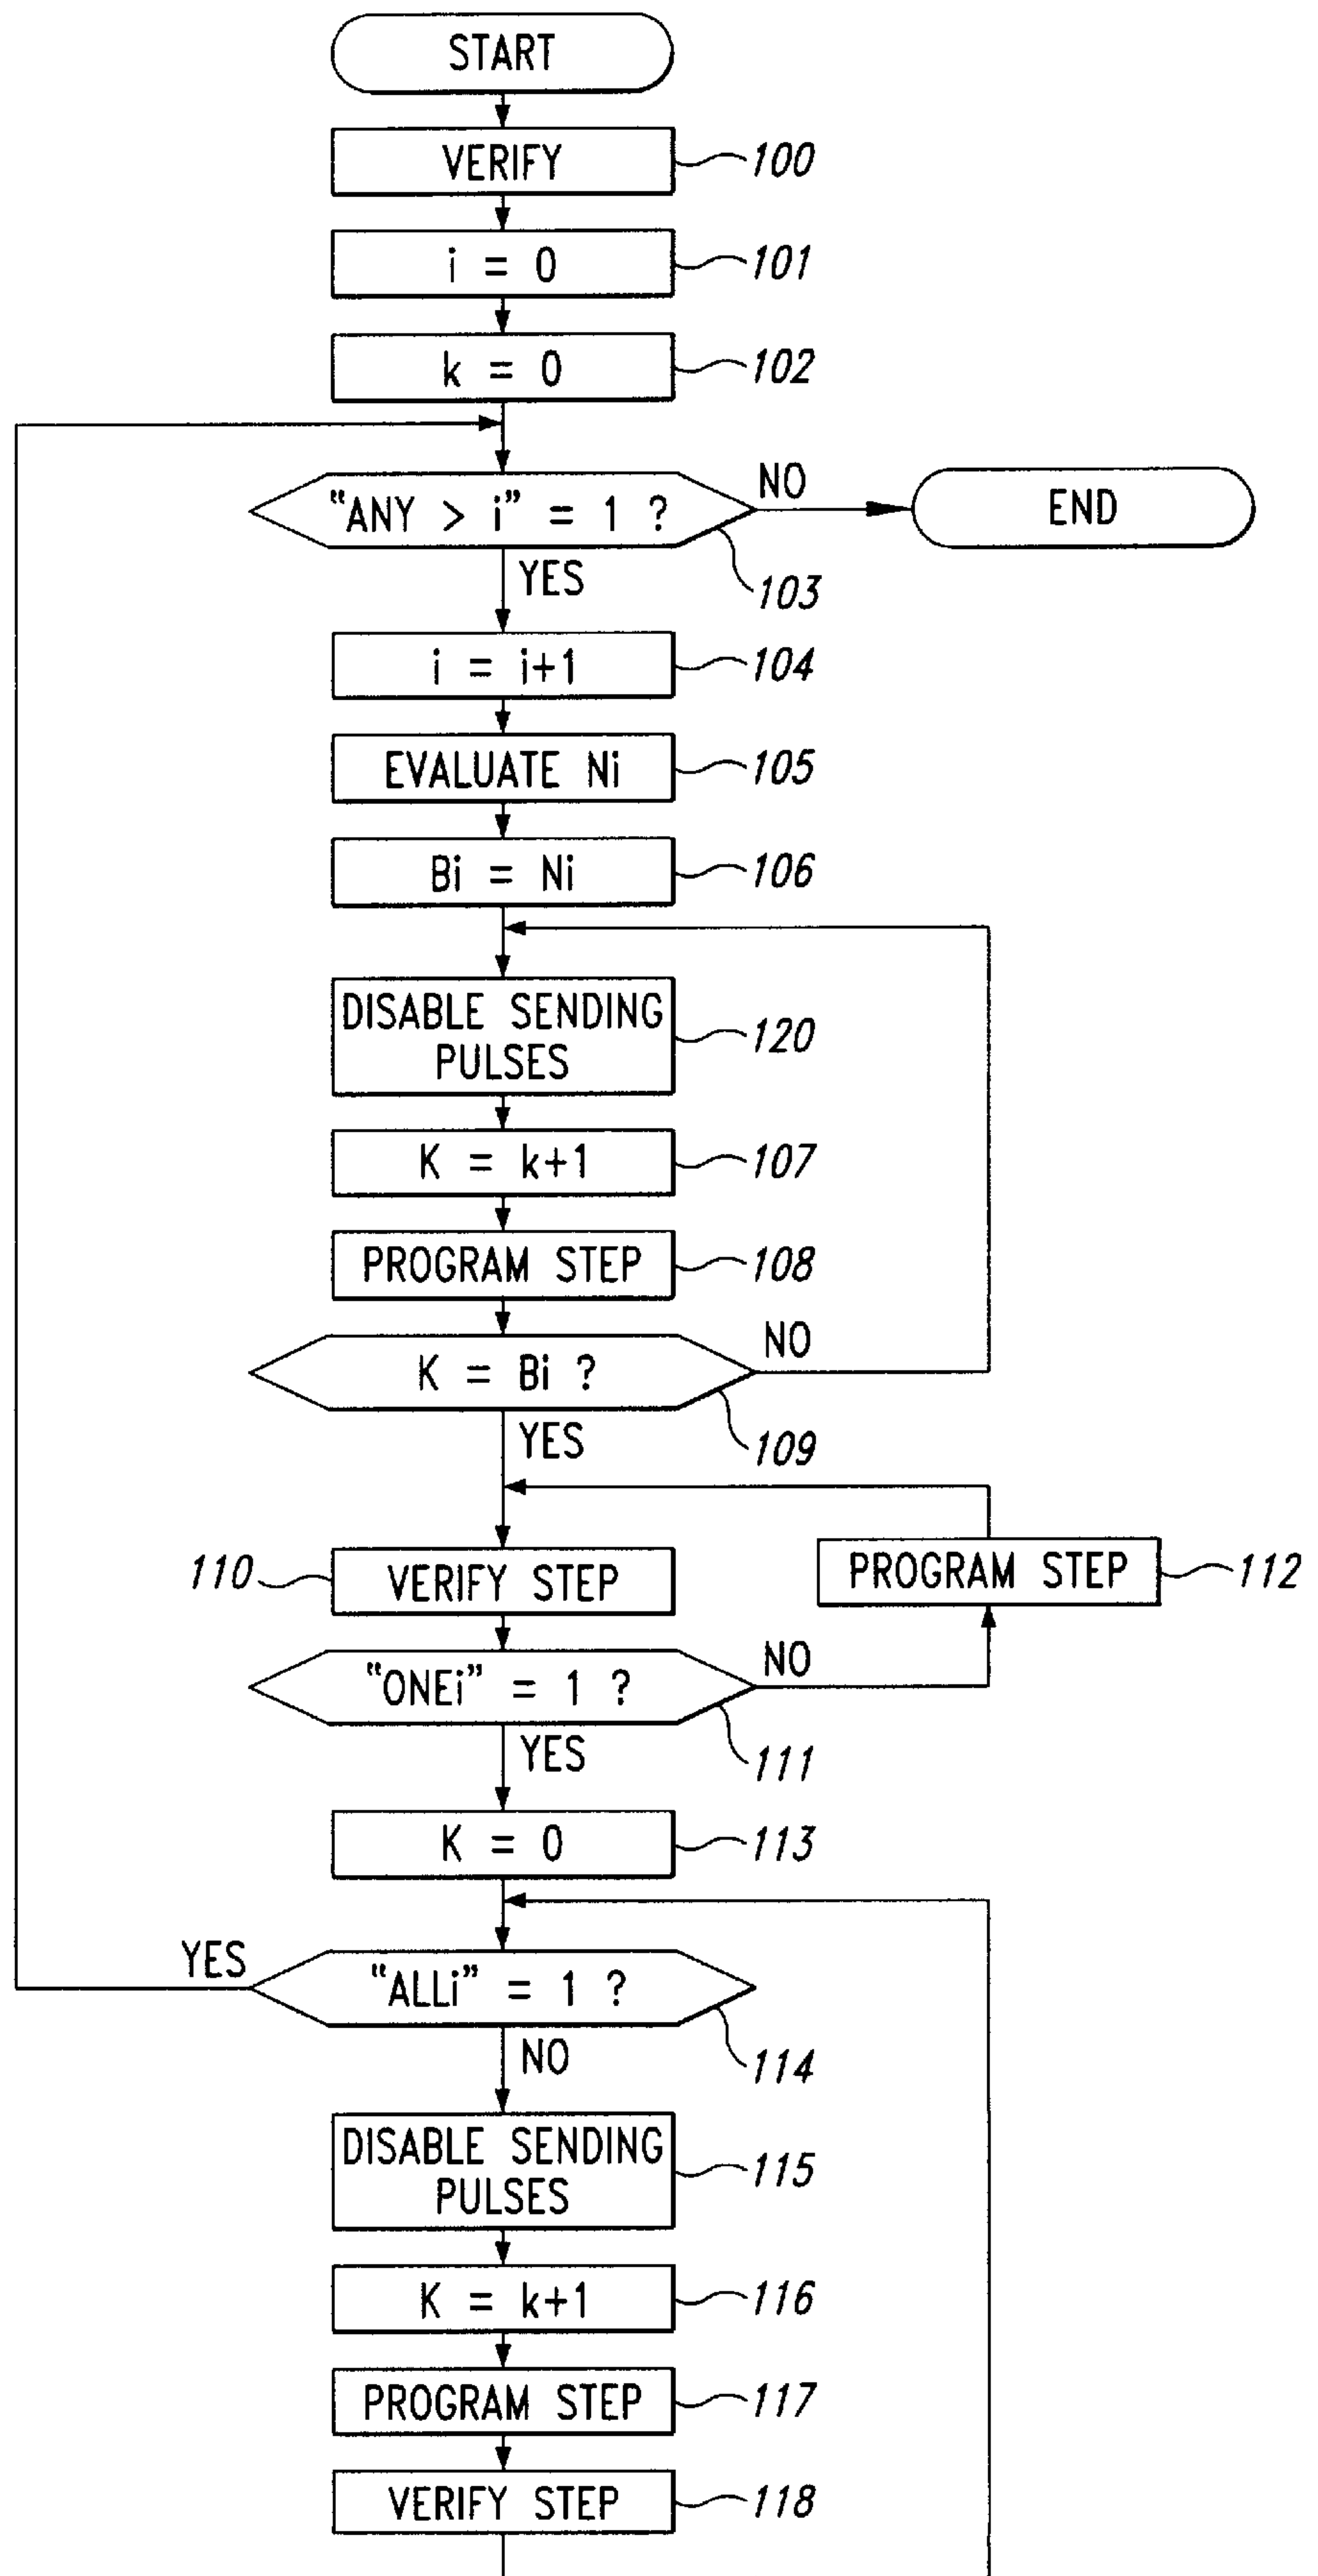 START
VERIFY
100
i = 0
101
k = 0
102
"ANY > i" = 1 ?
NO
END
YES
103
i = i+1
104
EVALUATE Ni
105
Bi = Ni
106
DISABLE SENDING
PULSES
120
K = k+1
107
PROGRAM STEP
108
K = Bi ?
NO
YES
109
110
VERIFY STEP
PROGRAM STEP
112
"ONEi" = 1 ?
NO
YES
111
K = 0
113
YES
"ALLi" = 1 ?
NO
114
DISABLE SENDING
PULSES
115
K = k+1
116
PROGRAM STEP
117
VERIFY STEP
118